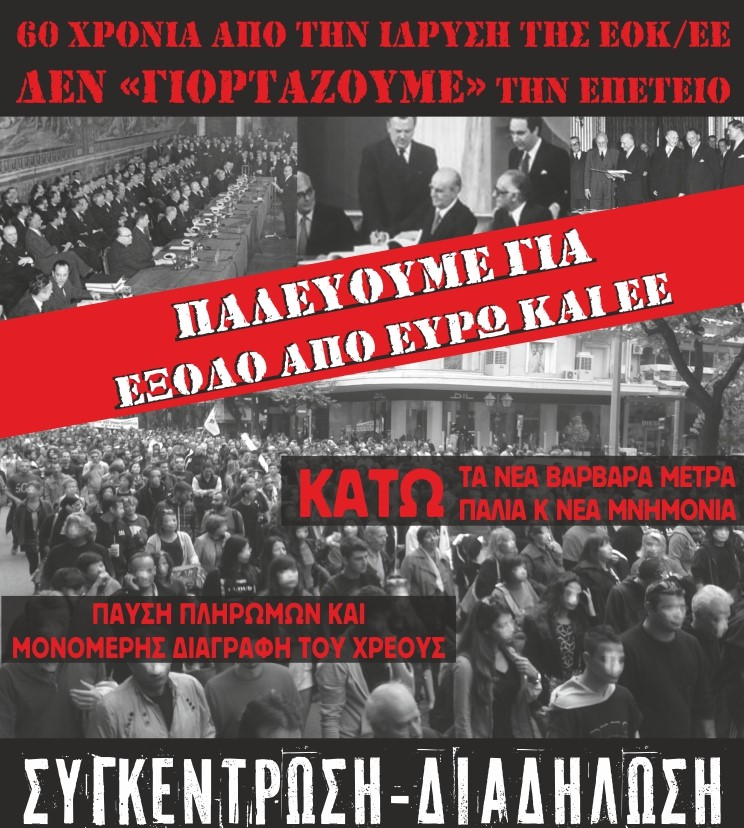 60 ΧΡΟΝΙΑ ΑΠΟ ΤΗΝ ΙΔΡΥΣΗ ΤΗΣ ΕΟΚ/ΕΕ
ΔΕΝ «ΓΙΟΡΤΑΖΟΥΜΕ» ΤΗΝ ΕΠΕΤΕΙΟ
ΠΑΛΕΥΟΥΜΕ ΓΙΑ
ΕΞΟΔΟ ΑΠΟ ΕΥΡΩ ΚΑΙ ΕΕ
ΚΑΤΩ
ΤΑ ΝΕΑ ΒΑΡΒΑΡΑ ΜΕΤΡΑ
ΠΑΛΙΑ Κ ΝΕΑ ΜΝΗΜΟΝΙΑ
ΠΑΥΣΗ ΠΛΗΡΩΜΩΝ ΚΑΙ
ΜΟΝΟΜΕΡΗΣ ΔΙΑΓΡΑΦΗ ΤΟΥ ΧΡΕΟΥΣ
ΣΥΓΚΕΝΤΡΩΣΗ-ΔΙΑΔΗΛΩΣΗ